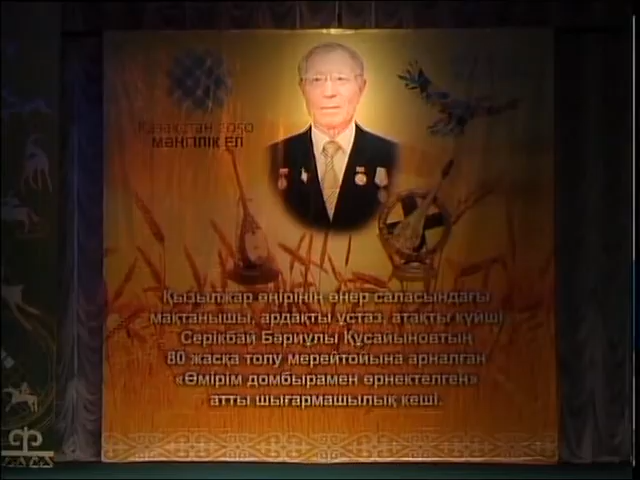 Қазақстан 2050
МӘҢГІЛІК ЕЛ
Қызылжар өңірінің өнер саласындағы
мақтанышы, ардақты ұстаз, атақты күйші
Серікбай Бәриұлы Құсайыновтың
80 жасқа толу мерейтойына арналған
«Өмірім домбырамен өрнектелген»
атты шығармашылық кеші.